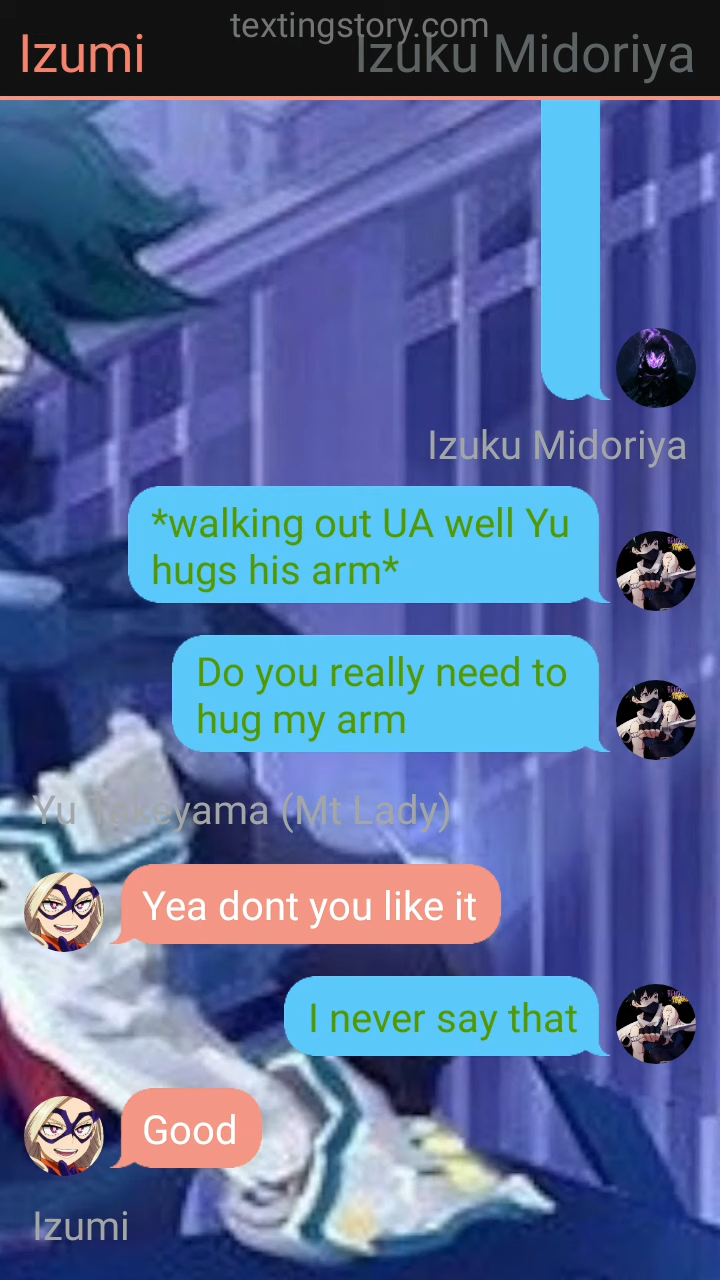 textingstory.com
Izumi
Izuku Midoriya
Izuku Midoriya
*walking out UA well Yu
hugs his arm*
Do you really need to
hug my arm
Yu Takeyama (Mt Lady)
Yea dont you like it
I never say that
Good
Izumi